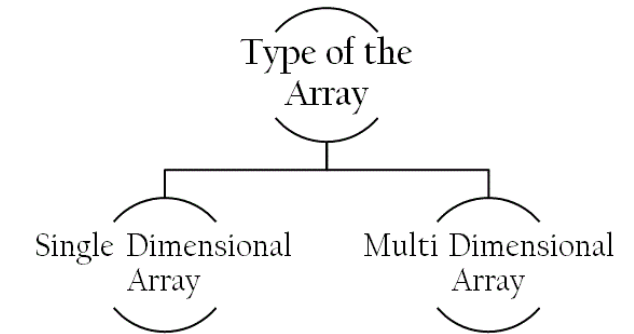 Type of the
Array
Single Dimensional
Array
Multi Dimensional
Array